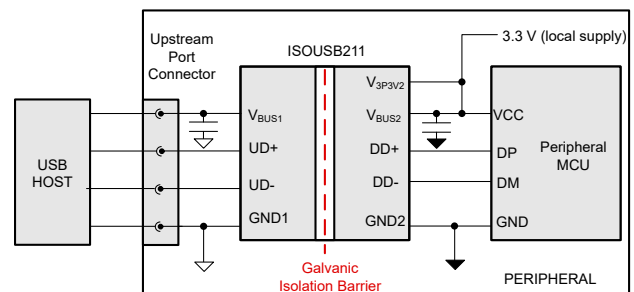 Upstream
Port
Connector
ISOUSB211
3.3 V (local supply)
V3P3V2
VBUS1
VBUS2
VCC
UD+
DD+
DP
Peripheral
MCU
USB
HOST
UD-
DD-
DM
GND1
GND2
GND
Galvanic
Isolation Barrier
PERIPHERAL